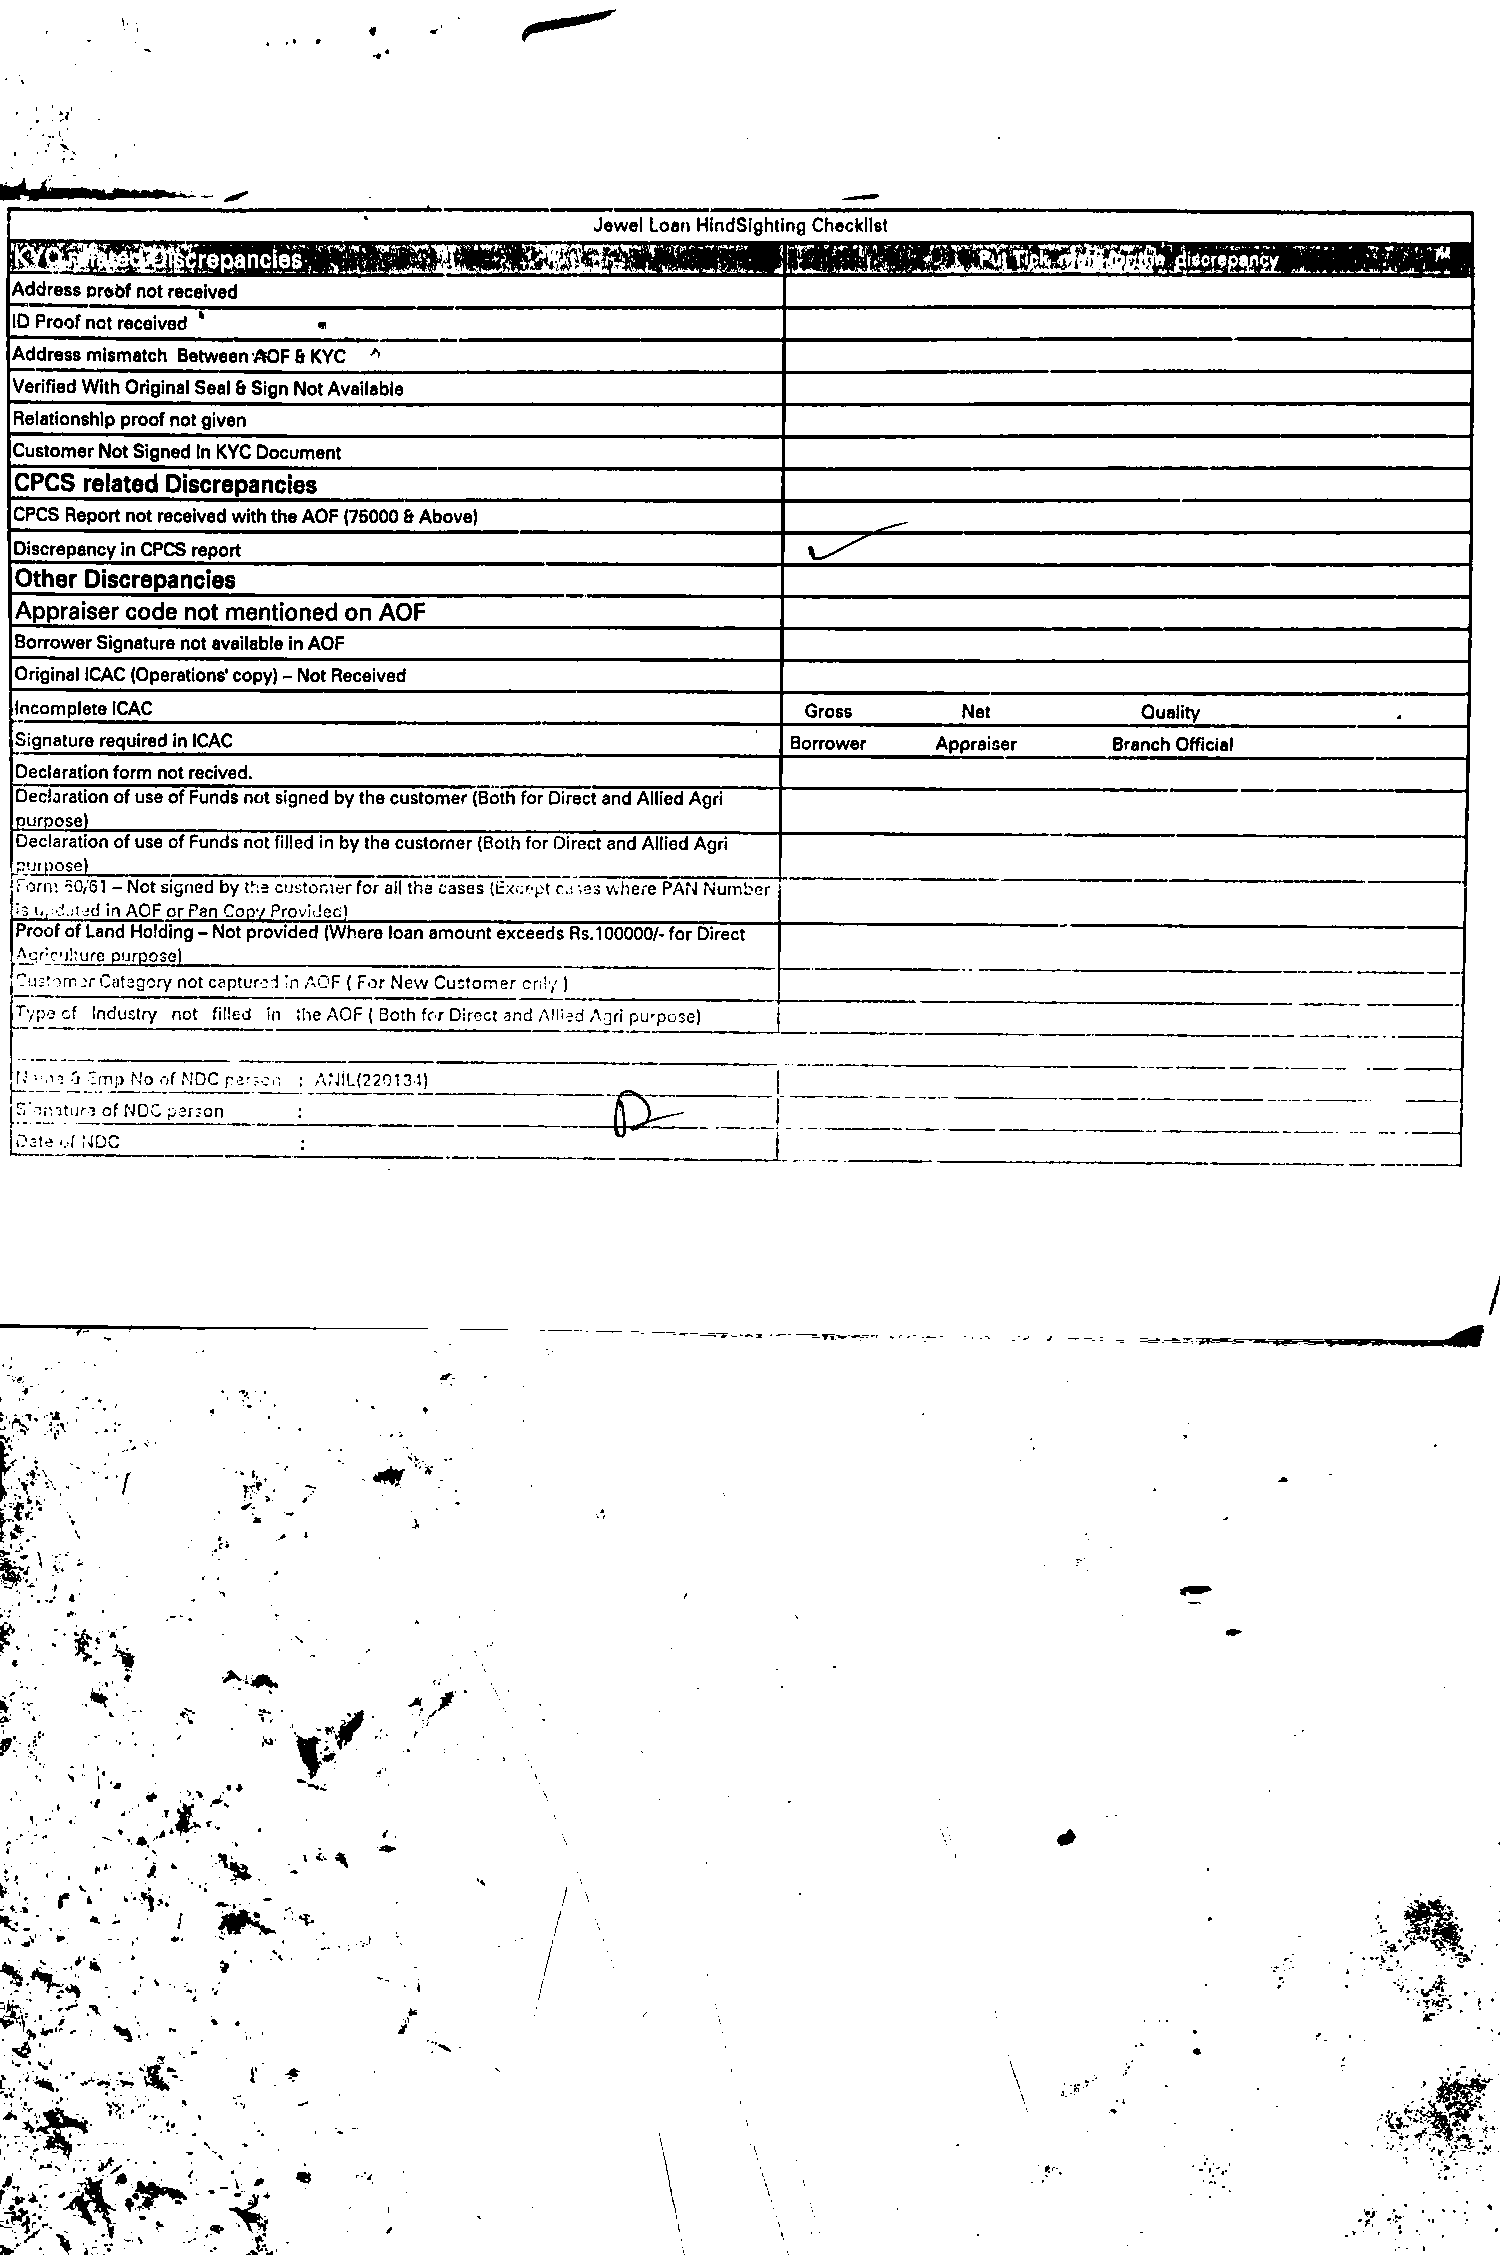 Jewel Loan HindSighting Checklist
KYC related Discrepancies Put Tick mark for the discrepancy
Address proof not received
ID Proof not received
Address mismatch Between AOF & KYC
Verified With Original Seal & Sign Not Available
Relationship proof not given
Customer Not Signed In KYC Document
CPCS related Discrepancies
CPCS Report not received with the AOF (75000 & Above)
Discrepancy in CPCS report ✓
Other Discrepancies
Appraiser code not mentioned on AOF
Borrower Signature not available in AOF
Original ICAC (Operations' copy) – Not Received
Incomplete ICAC Gross Net Quality
Signature required in ICAC Borrower Appraiser Branch Official
Declaration form not recived.
Declaration of use of Funds not signed by the customer (Both for Direct and Allied Agri
purpose)
Declaration of use of Funds not filled in by the customer (Both for Direct and Allied Agri
purpose)
Form 60/61 – Not signed by the customer for all the cases (Except cases where PAN Number
is updated in AOF or Pan Copy Provided)
Proof of Land Holding – Not provided (Where loan amount exceeds Rs.100000/- for Direct
Agriculture purpose)
Customer Category not captured in AOF ( For New Customer only )
Type of Industry not filled in the AOF ( Both for Direct and Allied Agri purpose)
Name & Emp No of NDC person : ANIL(220134)
Signature of NDC person :
Date of NDC :